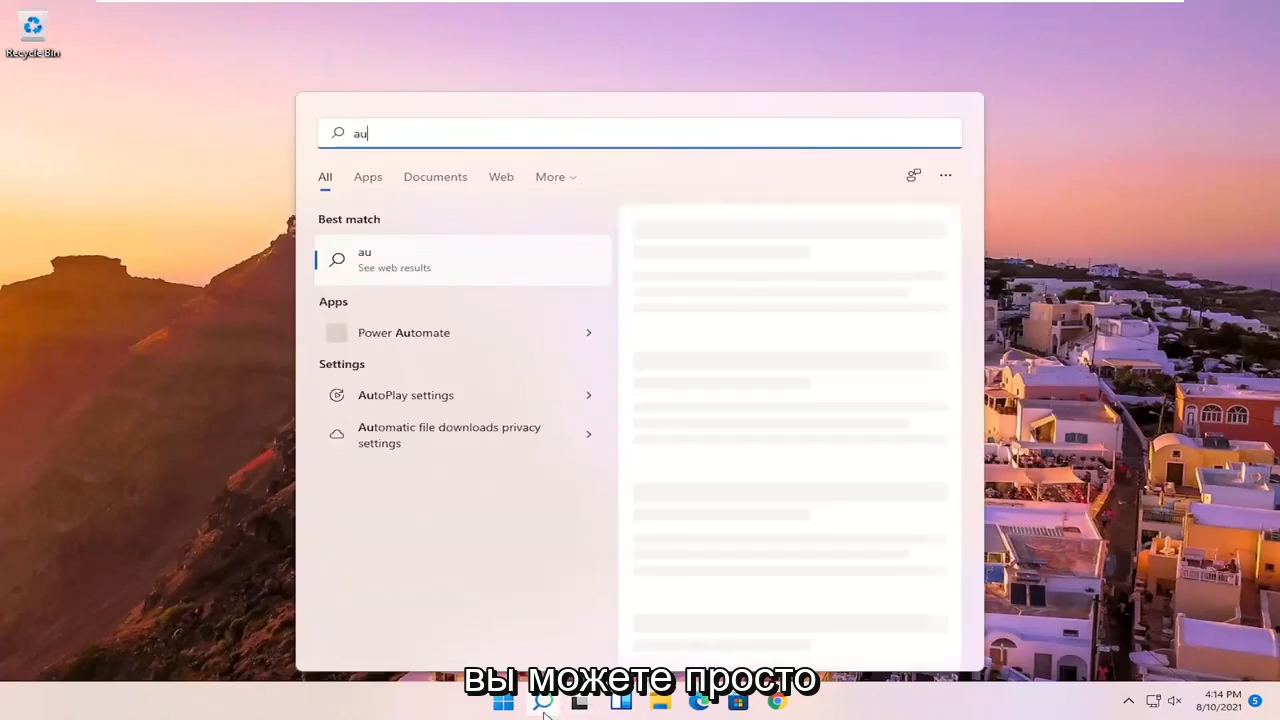 Recycle Bin
au
All Apps Documents Web More
Best match
au
See web results
Apps
Power Automate
Settings
AutoPlay settings
Automatic file downloads privacy
settings
вы можете просто
4:14 PM
8/10/2021
5